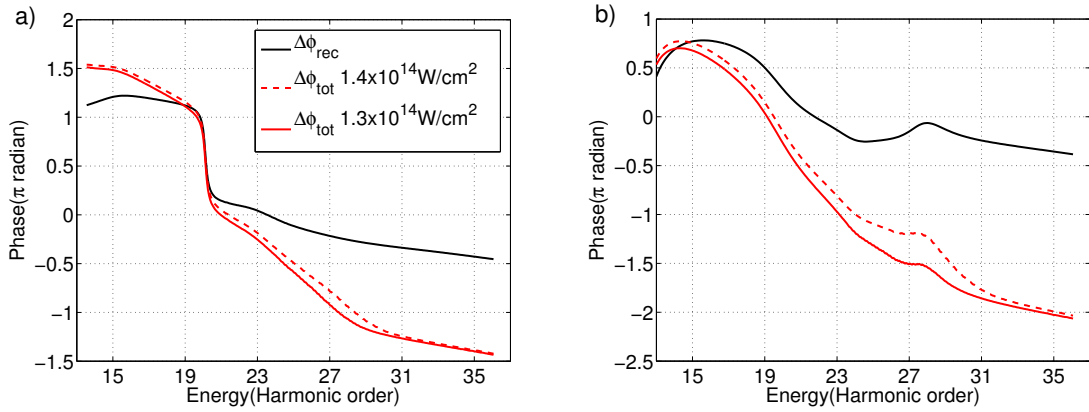 a)
2
1.5
1
0.5
0
−0.5
−1
−1.5
Phase(π radian)
15 19 23 27 31 35
Energy(Harmonic order)
Δϕrec
Δϕtot 1.4x10^14W/cm^2
Δϕtot 1.3x10^14W/cm^2
b)
1
0.5
0
−0.5
−1
−1.5
−2
−2.5
Phase(π radian)
15 19 23 27 31 35
Energy(Harmonic order)